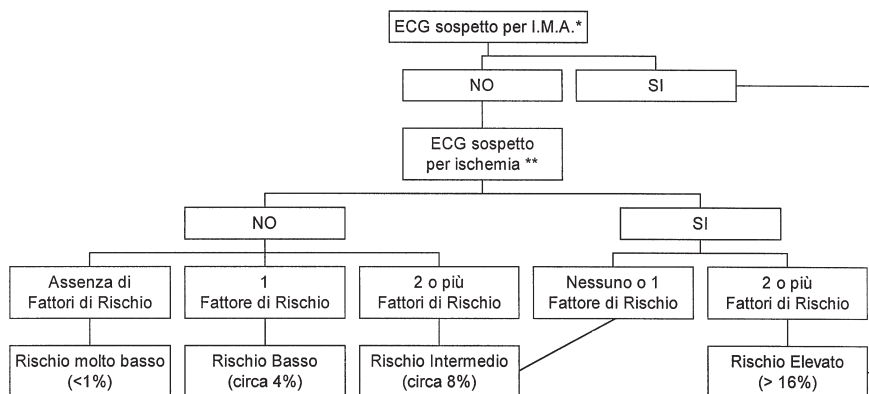 ECG sospetto per I.M.A.*
NO
SI
ECG sospetto
per ischemia **
NO
SI
Assenza di
Fattori di Rischio
1
Fattore di Rischio
2 o più
Fattori di Rischio
Nessuno o 1
Fattore di Rischio
2 o più
Fattori di Rischio
Rischio molto basso
(<1%)
Rischio Basso
(circa 4%)
Rischio Intermedio
(circa 8%)
Rischio Elevato
(> 16%)